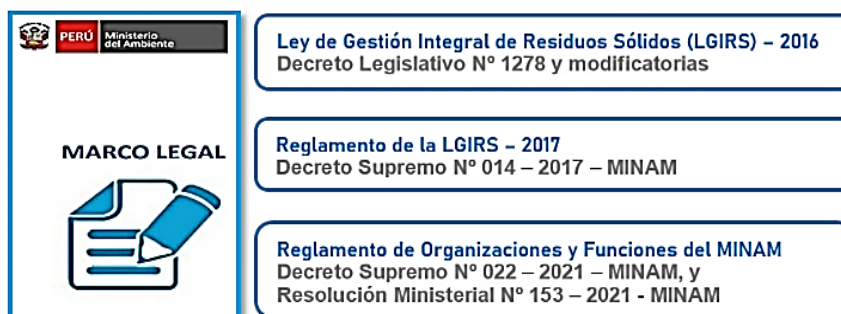 PERÚ
Ministerio
del Ambiente
MARCO LEGAL
Ley de Gestión Integral de Residuos Sólidos (LGIRS) – 2016
Decreto Legislativo Nº 1278 y modificatorias
Reglamento de la LGIRS – 2017
Decreto Supremo Nº 014 – 2017 – MINAM
Reglamento de Organizaciones y Funciones del MINAM
Decreto Supremo Nº 022 – 2021 – MINAM, y
Resolución Ministerial Nº 153 – 2021 - MINAM